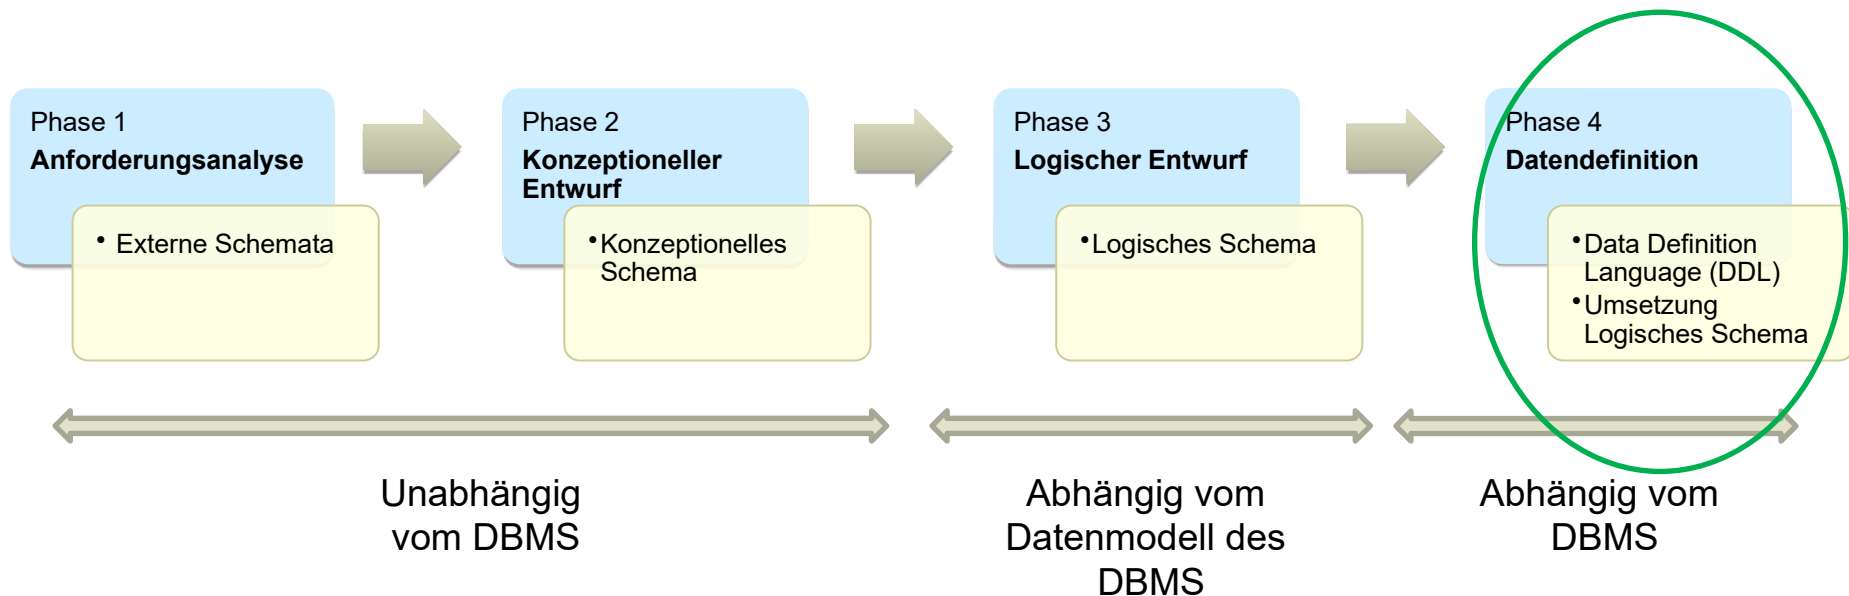 Phase 1
Anforderungsanalyse
• Externe Schemata
Phase 2
Konzeptioneller
Entwurf
•Konzeptionelles
Schema
Phase 3
Logischer Entwurf
•Logisches Schema
Phase 4
Datendefinition
•Data Definition
Language (DDL)
•Umsetzung
Logisches Schema
Unabhängig
vom DBMS
Abhängig vom
Datenmodell des
DBMS
Abhängig vom
DBMS